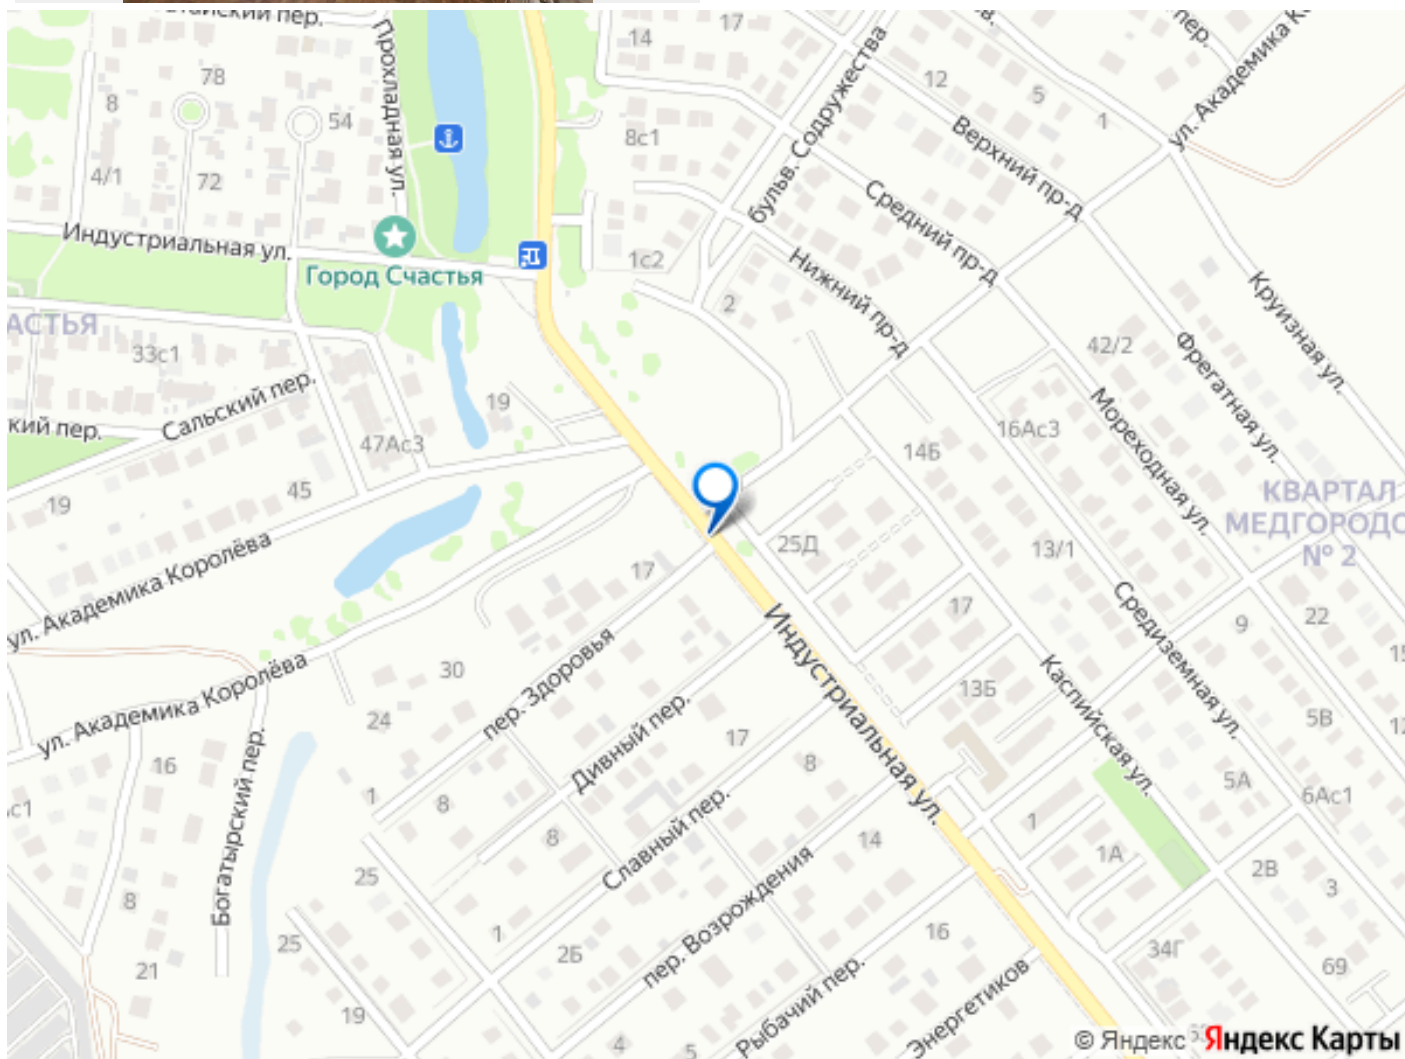 Прохладная ул.
17
14
78
8
54
12
5
1
ул. Академика
8с1
бульв. Содружества
Верхний пр-д
4/1
72
Средний пр-д
Индустриальная ул.
Город Счастья
1с2
Нижний пр-д
2
Круизная ул.
33с1
42/2
Фрегатная ул.
Сальский пер.
19
кий пер.
47Ас3
14Б
16Ас3
Мореходная ул.
19
45
КВАРТАЛ
МЕДГОРОДО
№ 2
25Д
13/1
ул. Академика Королёва
17
17
Средиземная ул.
22
9
Индустриальная ул.
ул. Академика Королёва
30
пер. Здоровья
13Б
Каспийская ул.
24
Дивный пер.
17
5В
16
8
5А
Богатырский пер.
1
8
6Ас1
Славный пер.
1
8
14
1А
25
2В
3
пер. Возрождения
8
1
25
2Б
16
34Г
21
69
Рыбачий пер.
Энергетиков
19
4
5
© Яндекс
Яндекс Карты